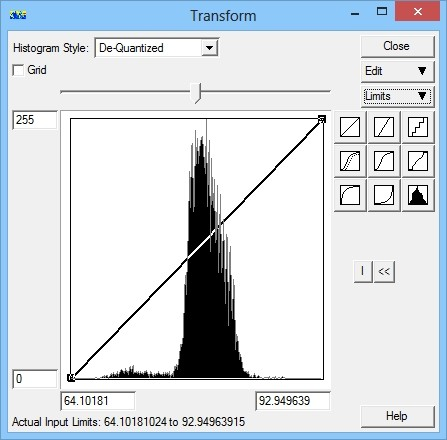 Transform
Histogram Style: De-Quantized
Close
Grid
Edit
Limits
255
I <<
0
64.10181 92.949639
Actual Input Limits: 64.10181024 to 92.94963915
Help